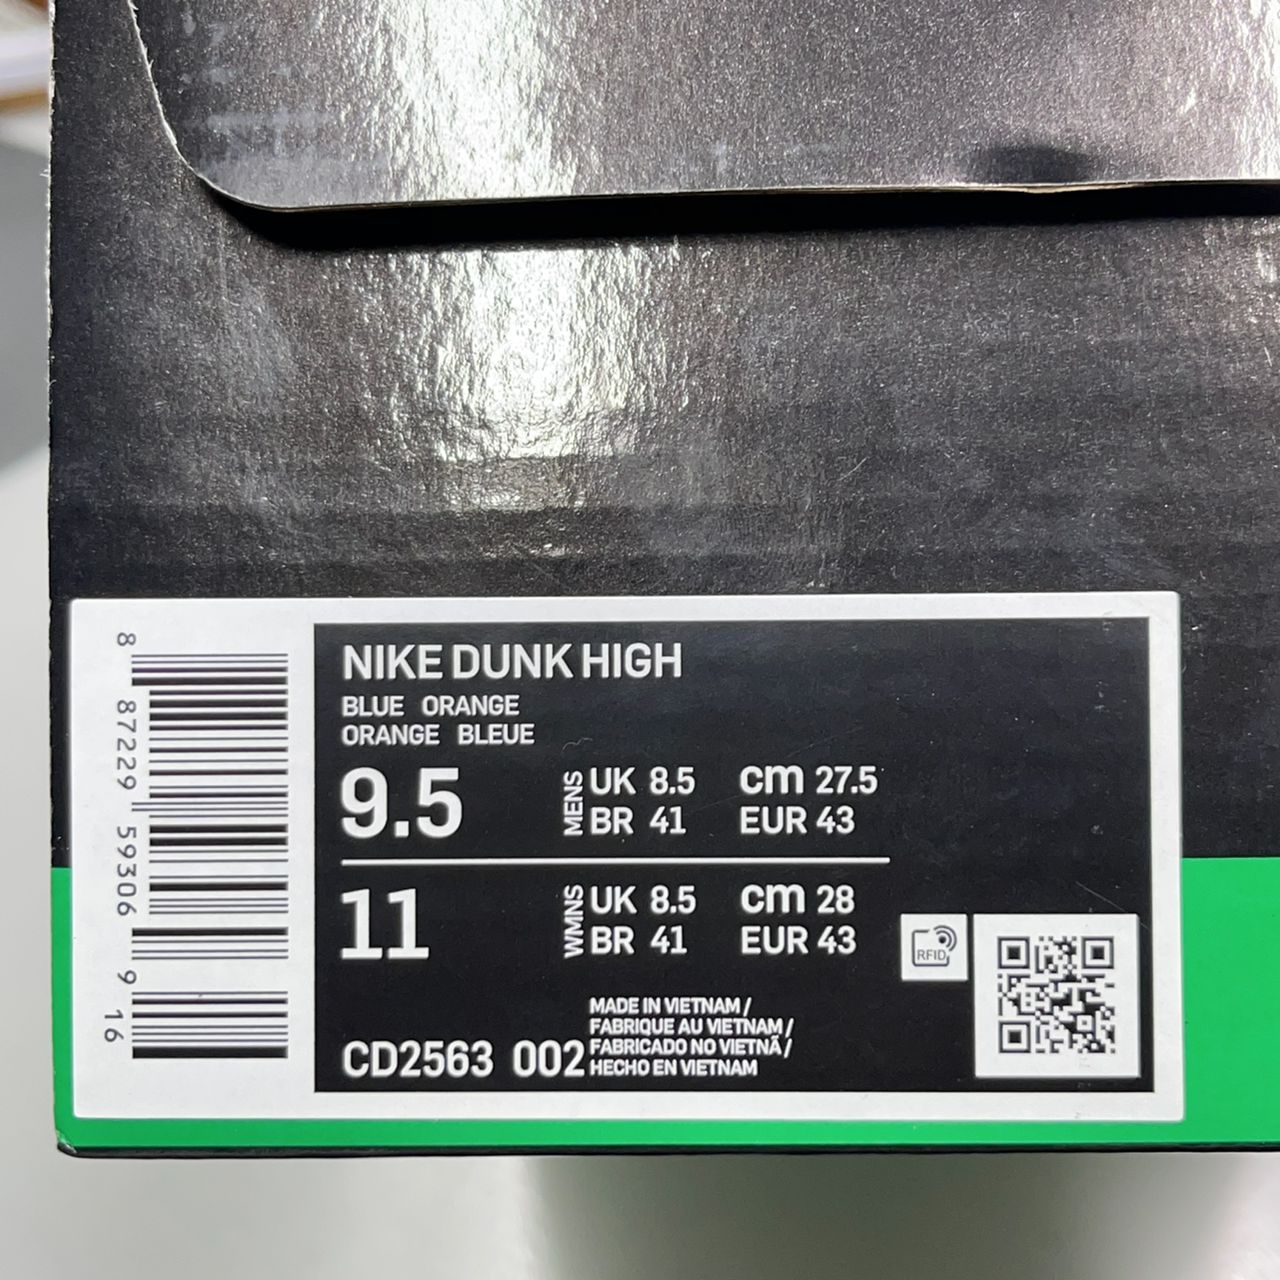 NIKE DUNK HIGH
BLUE ORANGE
ORANGE BLEUE
9.5 MENS UK 8.5 cm 27.5
BR 41 EUR 43
11 WMNS UK 8.5 cm 28
BR 41 EUR 43
RFID
MADE IN VIETNAM /
FABRIQUE AU VIETNAM /
FABRICADO NO VIETNÃ /
HECHO EN VIETNAM
CD2563 002
8 87229 59306 9 16